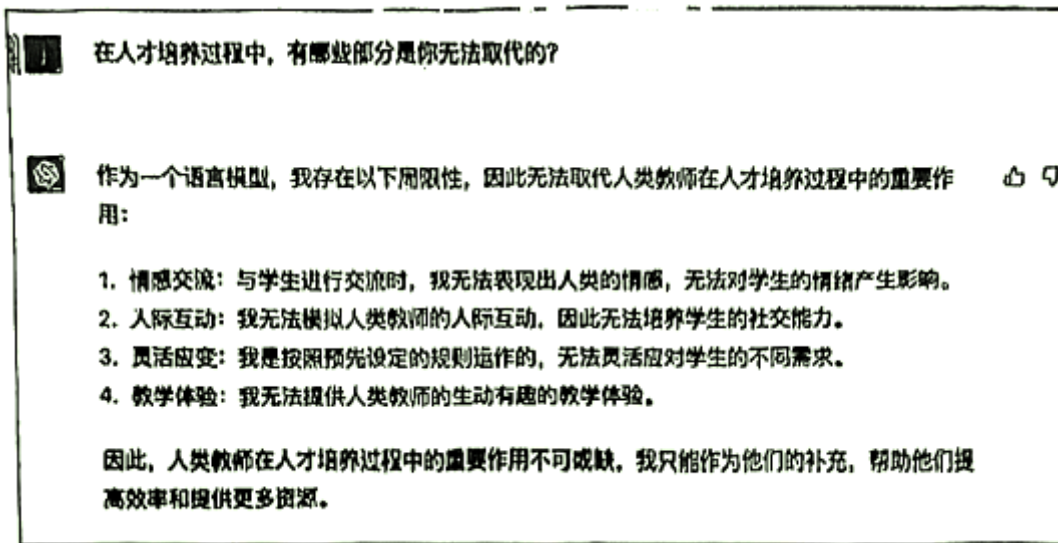 在人才培养过程中，有哪些部分是你无法取代的？
作为一个语言模型，我存在以下局限性，因此无法取代人类教师在人才培养过程中的重要作
用：
1. 情感交流：与学生进行交流时，我无法表现出人类的情感，无法对学生的情绪产生影响。
2. 人际互动：我无法模拟人类教师的人际互动，因此无法培养学生的社交能力。
3. 灵活应变：我是按照预先设定的规则运作的，无法灵活应对学生的不同需求。
4. 教学体验：我无法提供人类教师的生动有趣的教学体验。
因此，人类教师在人才培养过程中的重要作用不可或缺，我只能作为他们的补充，帮助他们提
高效率和提供更多资源。